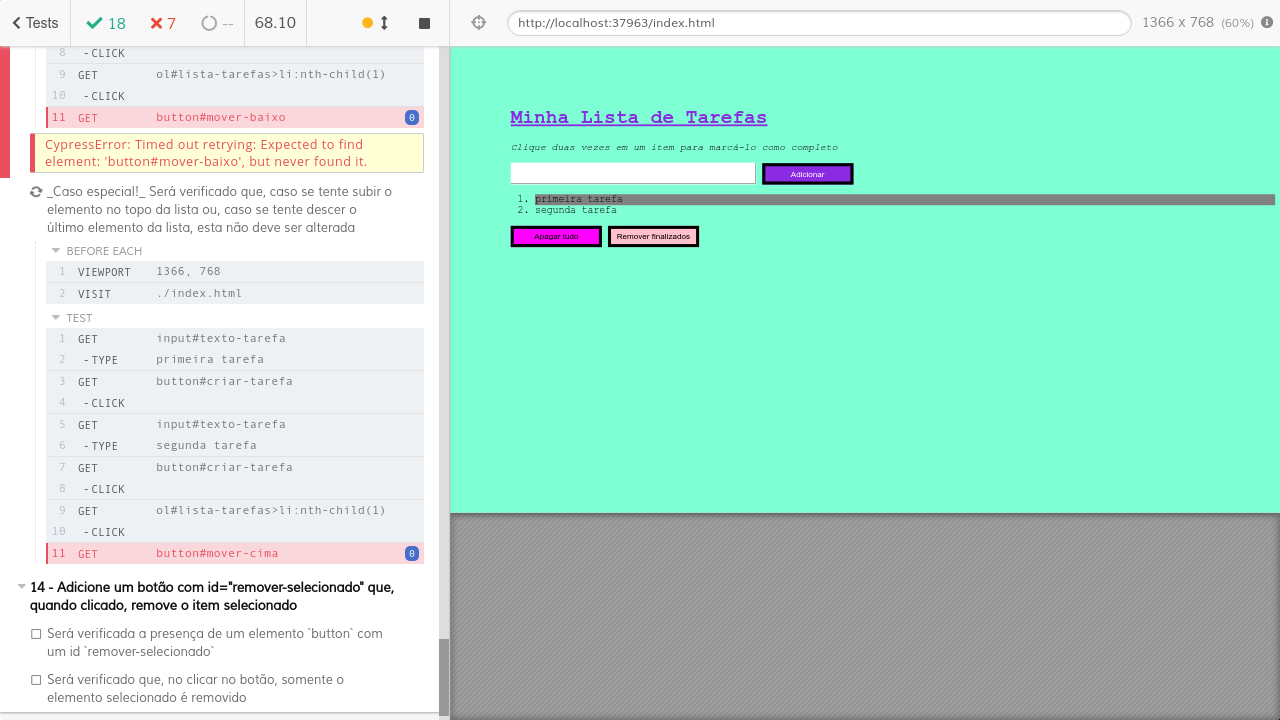 Tests
18
7
--
68.10
http://localhost:37963/index.html
1366 x 768 (60%)
8 -CLICK
9 GET ol#lista-tarefas>li:nth-child(1)
10 -CLICK
11 GET button#mover-baixo 0
CypressError: Timed out retrying: Expected to find
element: 'button#mover-baixo', but never found it.
_Caso especial!_ Será verificado que, caso se tente subir o
elemento no topo da lista ou, caso se tente descer o
último elemento da lista, esta não deve ser alterada
BEFORE EACH
1 VIEWPORT 1366, 768
2 VISIT ./index.html
TEST
1 GET input#texto-tarefa
2 -TYPE primeira tarefa
3 GET button#criar-tarefa
4 -CLICK
5 GET input#texto-tarefa
6 -TYPE segunda tarefa
7 GET button#criar-tarefa
8 -CLICK
9 GET ol#lista-tarefas>li:nth-child(1)
10 -CLICK
11 GET button#mover-cima 0
14 - Adicione um botão com id="remover-selecionado" que,
quando clicado, remove o item selecionado
Será verificada a presença de um elemento `button` com
um id `remover-selecionado`
Será verificado que, no clicar no botão, somente o
elemento selecionado é removido
Minha Lista de Tarefas
Clique duas vezes em um item para marcá-lo como completo
Adicionar
1. primeira tarefa
2. segunda tarefa
Apagar tudo
Remover finalizados